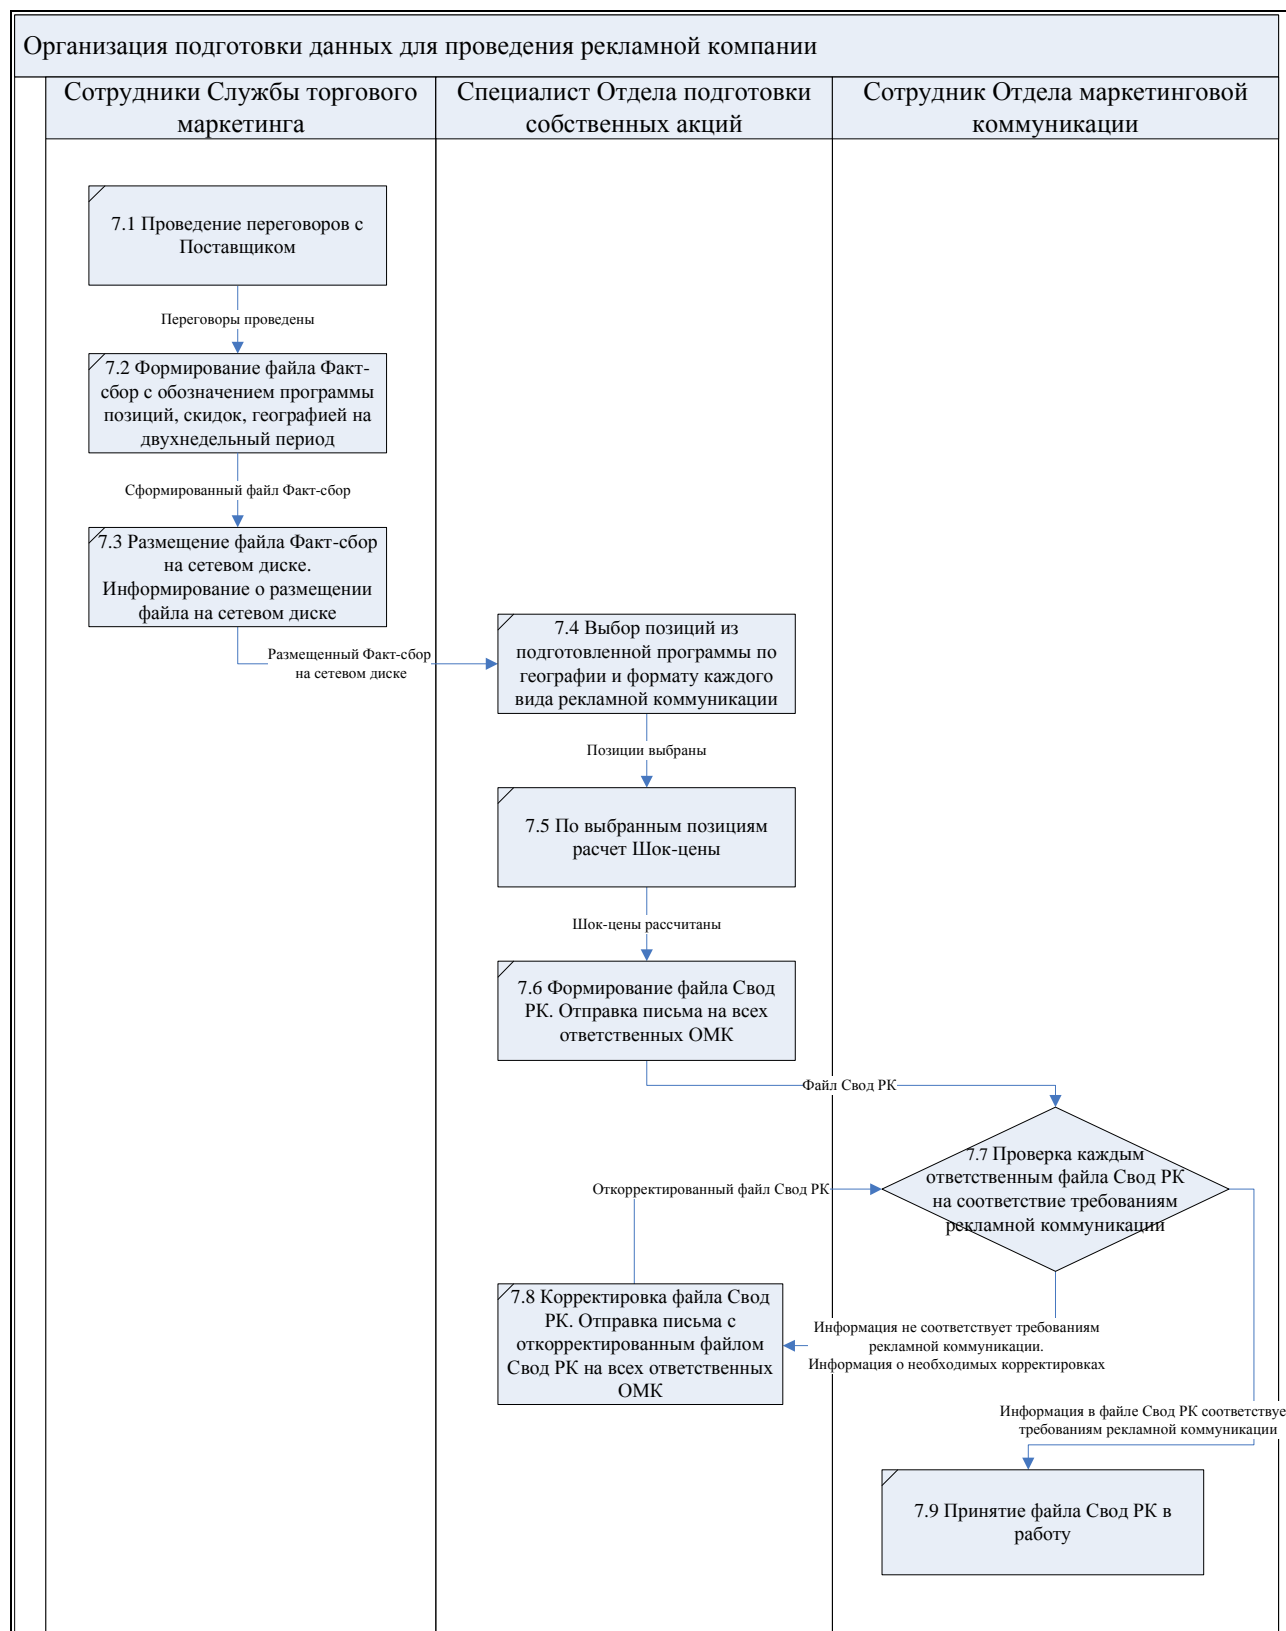 Организация подготовки данных для проведения рекламной компании
Сотрудники Службы торгового
маркетинга
Специалист Отдела подготовки
собственных акций
Сотрудник Отдела маркетинговой
коммуникации
7.1 Проведение переговоров с
Поставщиком
Переговоры проведены
7.2 Формирование файла Факт-
сбор с обозначением программы
позиций, скидок, географией на
двухнедельный период
Сформированный файл Факт-сбор
7.3 Размещение файла Факт-сбор
на сетевом диске.
Информирование о размещении
файла на сетевом диске
Размещенный Факт-сбор
на сетевом диске
7.4 Выбор позиций из
подготовленной программы по
географии и формату каждого
вида рекламной коммуникации
Позиции выбраны
7.5 По выбранным позициям
расчет Шок-цены
Шок-цены рассчитаны
7.6 Формирование файла Свод
РК. Отправка письма на всех
ответственных ОМК
Файл Свод РК
7.7 Проверка каждым
ответственным файла Свод РК
на соответствие требованиям
рекламной коммуникации
Откорректированный файл Свод РК
7.8 Корректировка файла Свод
РК. Отправка письма с
откорректированным файлом
Свод РК на всех ответственных
ОМК
Информация не соответствует требованиям
рекламной коммуникации.
Информация о необходимых корректировках
Информация в файле Свод РК соответствуе
требованиям рекламной коммуникации
7.9 Принятие файла Свод РК в
работу